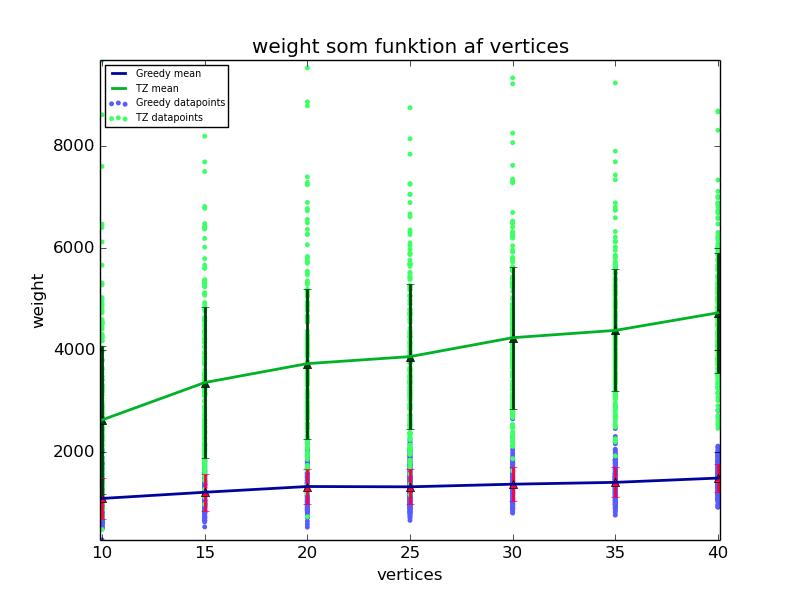 weight som funktion af vertices
Greedy mean
TZ mean
Greedy datapoints
TZ datapoints
8000
6000
4000
2000
weight
10 15 20 25 30 35 40
vertices